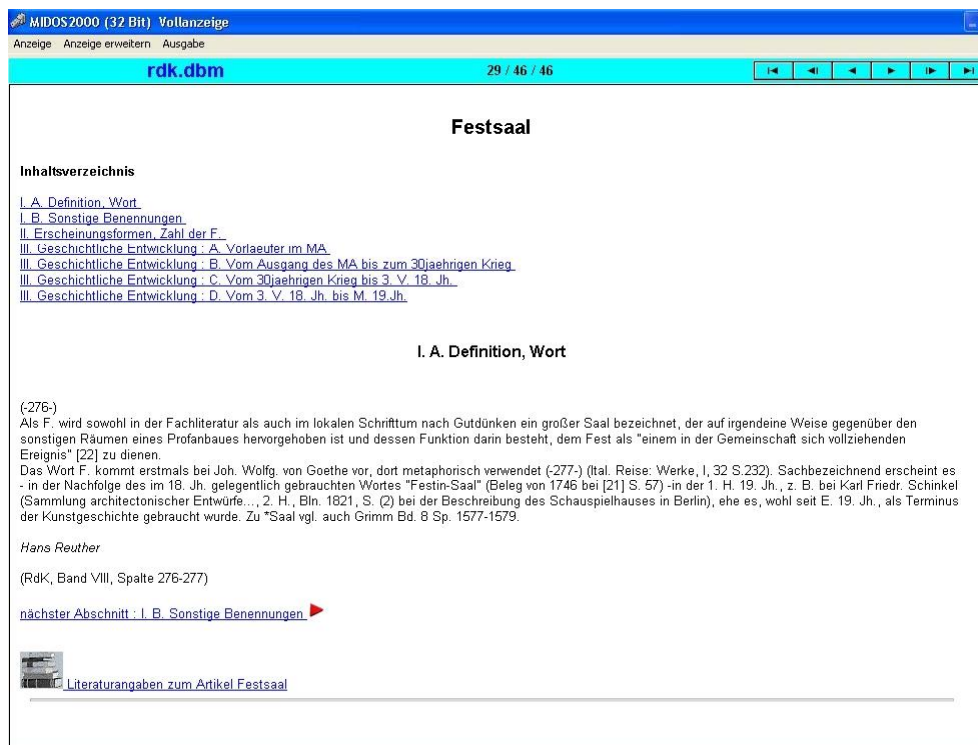 MIDOS2000 (32 Bit) Vollanzeige
Anzeige Anzeige erweitern Ausgabe
rdk.dbm 29 / 46 / 46
Festsaal
Inhaltsverzeichnis
I. A. Definition, Wort
I. B. Sonstige Benennungen
II. Erscheinungsformen, Zahl der F.
III. Geschichtliche Entwicklung : A. Vorlaeufer im MA
III. Geschichtliche Entwicklung : B. Vom Ausgang des MA bis zum 30jaehrigen Krieg
III. Geschichtliche Entwicklung : C. Vom 30jaehrigen Krieg bis 3. V. 18. Jh.
III. Geschichtliche Entwicklung : D. Vom 3. V. 18. Jh. bis M. 19.Jh.
I. A. Definition, Wort
(-276-)
Als F. wird sowohl in der Fachliteratur als auch im lokalen Schrifttum nach Gutdünken ein großer Saal bezeichnet, der auf irgendeine Weise gegenüber den
sonstigen Räumen eines Profanbaues hervorgehoben ist und dessen Funktion darin besteht, dem Fest als "einem in der Gemeinschaft sich vollziehenden
Ereignis" [22] zu dienen.
Das Wort F. kommt erstmals bei Joh. Wolfg. von Goethe vor, dort metaphorisch verwendet (-277-) (Ital. Reise: Werke, I, 32 S.232). Sachbezeichnend erscheint es
- in der Nachfolge des im 18. Jh. gelegentlich gebrauchten Wortes "Festin-Saal" (Beleg von 1746 bei [21] S. 57) -in der 1. H. 19. Jh., z. B. bei Karl Friedr. Schinkel
(Sammlung architectonischer Entwürfe..., 2. H., Bln. 1821, S. (2) bei der Beschreibung des Schauspielhauses in Berlin), ehe es, wohl seit E. 19. Jh., als Terminus
der Kunstgeschichte gebraucht wurde. Zu *Saal vgl. auch Grimm Bd. 8 Sp. 1577-1579.
Hans Reuther
(RdK, Band VIII, Spalte 276-277)
nächster Abschnitt : I. B. Sonstige Benennungen
Literaturangaben zum Artikel Festsaal